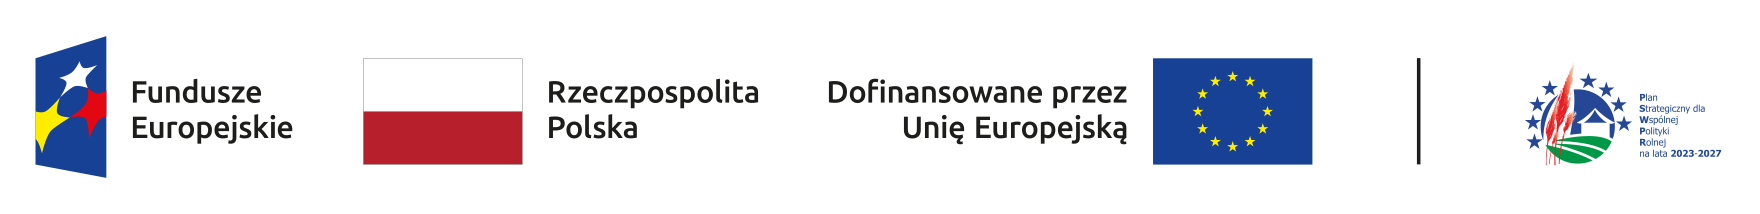 Fundusze
Europejskie
Rzeczpospolita
Polska
Dofinansowane przez
Unię Europejską
Plan
Strategiczny dla
Wspólnej
Polityki
Rolnej
na lata 2023-2027